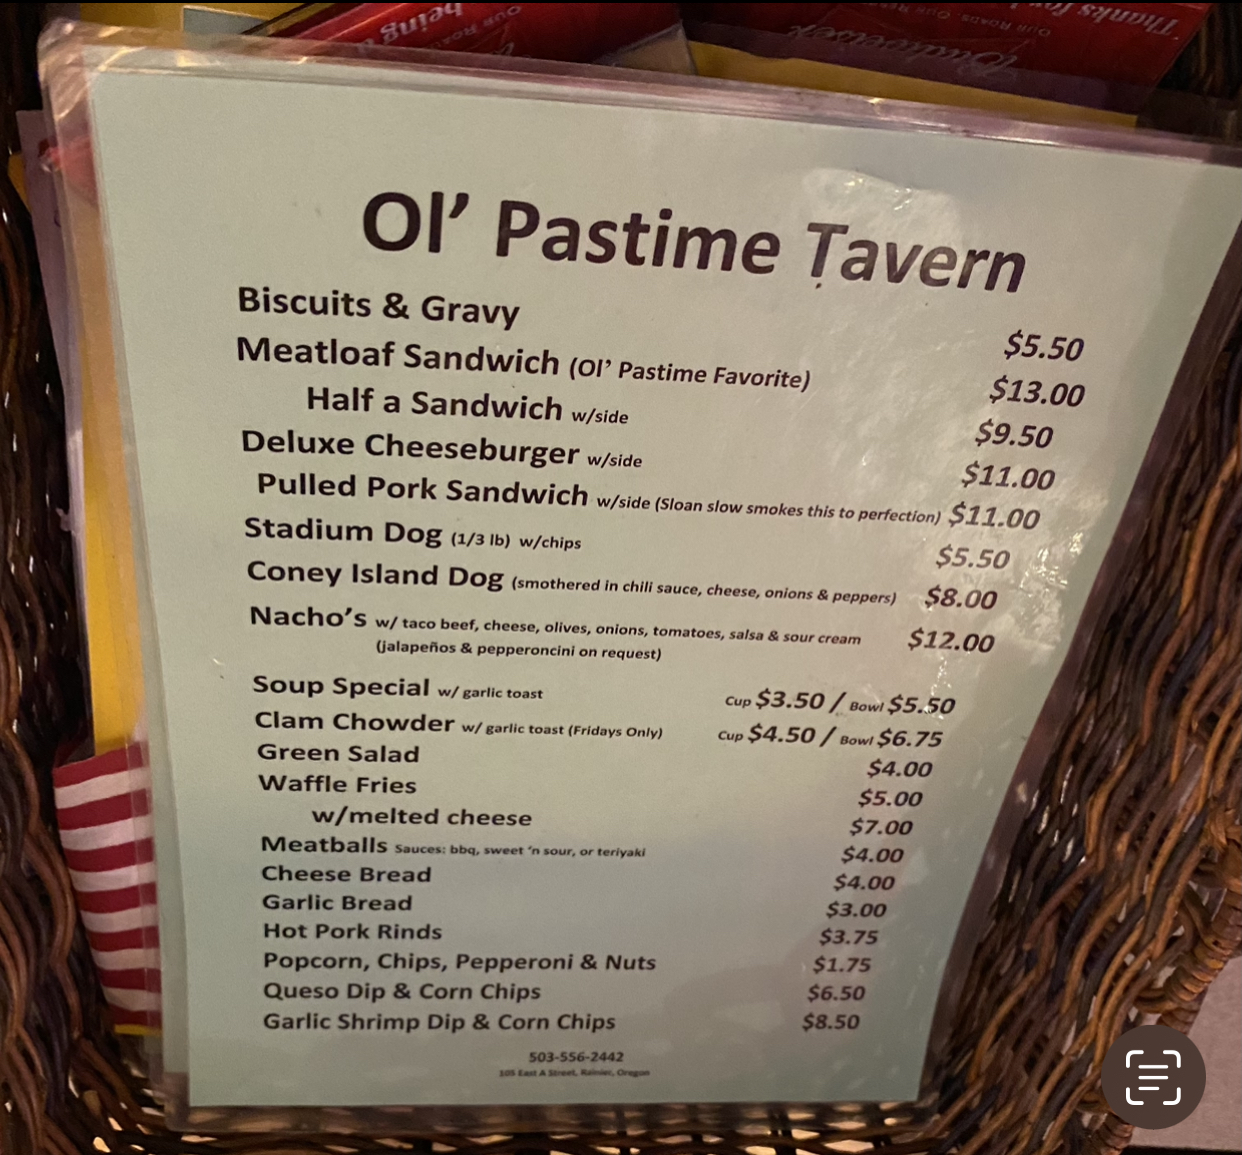 being
OUR ROADS. OUR
Budweiser
Thanks for
Ol’ Pastime Tavern
Biscuits & Gravy $5.50
Meatloaf Sandwich (Ol’ Pastime Favorite) $13.00
Half a Sandwich w/side $9.50
Deluxe Cheeseburger w/side $11.00
Pulled Pork Sandwich w/side (Sloan slow smokes this to perfection) $11.00
Stadium Dog (1/3 lb) w/chips $5.50
Coney Island Dog (smothered in chili sauce, cheese, onions & peppers) $8.00
Nacho’s w/ taco beef, cheese, olives, onions, tomatoes, salsa & sour cream $12.00
(jalapeños & pepperoncini on request)
Soup Special w/ garlic toast Cup $3.50 / Bowl $5.50
Clam Chowder w/ garlic toast (Fridays Only) Cup $4.50 / Bowl $6.75
Green Salad $4.00
Waffle Fries $5.00
w/melted cheese $7.00
Meatballs Sauces: bbq, sweet ‘n sour, or teriyaki $4.00
Cheese Bread $4.00
Garlic Bread $3.00
Hot Pork Rinds $3.75
Popcorn, Chips, Pepperoni & Nuts $1.75
Queso Dip & Corn Chips $6.50
Garlic Shrimp Dip & Corn Chips $8.50
503-556-2442
105 East A Street, Rainier, Oregon